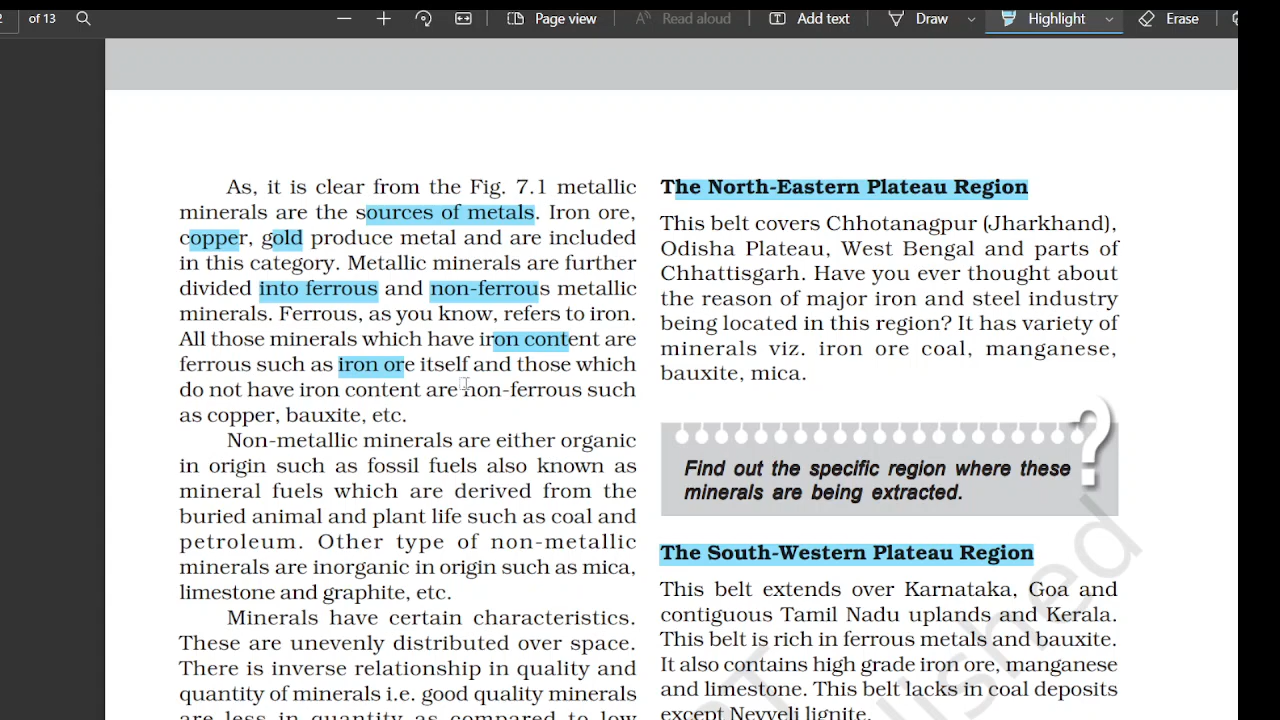 2 of 13 Page view Read aloud Add text Draw Highlight Erase
As, it is clear from the Fig. 7.1 metallic
minerals are the sources of metals. Iron ore,
copper, gold produce metal and are included
in this category. Metallic minerals are further
divided into ferrous and non-ferrous metallic
minerals. Ferrous, as you know, refers to iron.
All those minerals which have iron content are
ferrous such as iron ore itself and those which
do not have iron content are non-ferrous such
as copper, bauxite, etc.
Non-metallic minerals are either organic
in origin such as fossil fuels also known as
mineral fuels which are derived from the
buried animal and plant life such as coal and
petroleum. Other type of non-metallic
minerals are inorganic in origin such as mica,
limestone and graphite, etc.
Minerals have certain characteristics.
These are unevenly distributed over space.
There is inverse relationship in quality and
quantity of minerals i.e. good quality minerals
are less in quantity as compared to low
The North-Eastern Plateau Region
This belt covers Chhotanagpur (Jharkhand),
Odisha Plateau, West Bengal and parts of
Chhattisgarh. Have you ever thought about
the reason of major iron and steel industry
being located in this region? It has variety of
minerals viz. iron ore coal, manganese,
bauxite, mica.
Find out the specific region where these
minerals are being extracted.
?
The South-Western Plateau Region
This belt extends over Karnataka, Goa and
contiguous Tamil Nadu uplands and Kerala.
This belt is rich in ferrous metals and bauxite.
It also contains high grade iron ore, manganese
and limestone. This belt lacks in coal deposits
except Neyveli lignite.